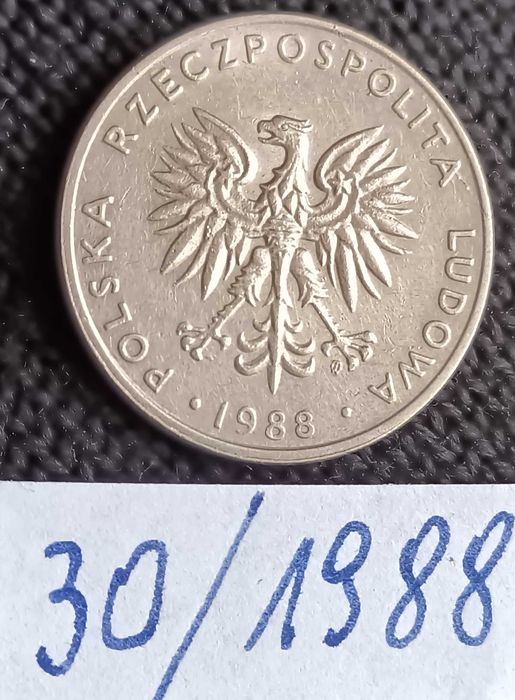 POLSKA RZECZPOSPOLITA LUDOWA
• 1988 •
30/1988